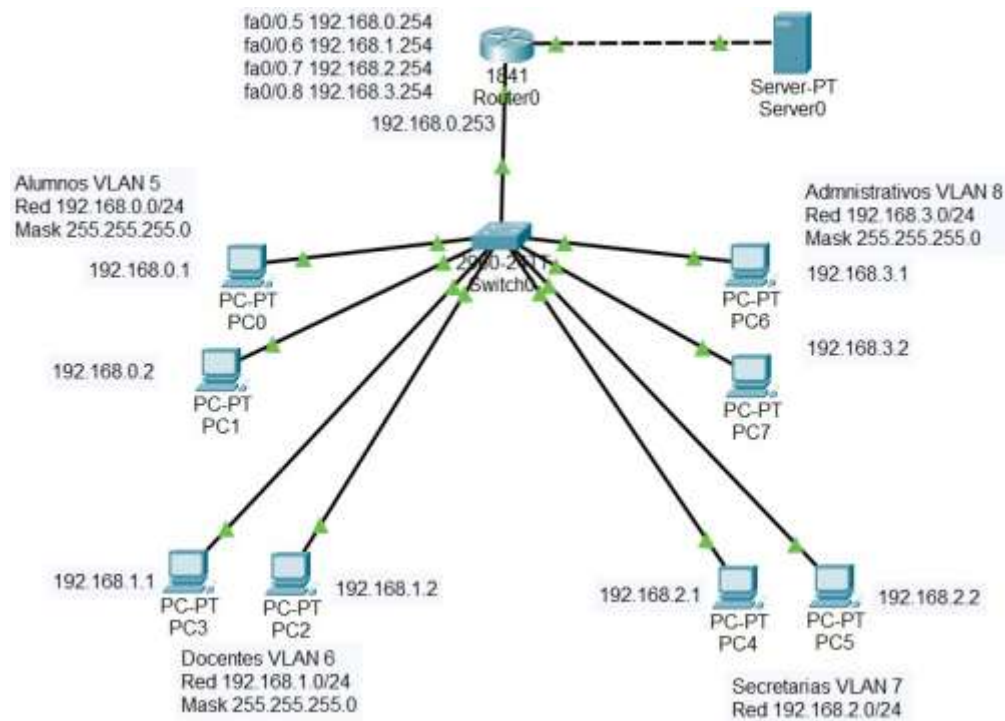 fa0/0.5 192.168.0.254
fa0/0.6 192.168.1.254
fa0/0.7 192.168.2.254
fa0/0.8 192.168.3.254
1841
Router0
Server-PT
Server0
192.168.0.253
Alumnos VLAN 5
Red 192.168.0.0/24
Mask 255.255.255.0
Admnistrativos VLAN 8
Red 192.168.3.0/24
Mask 255.255.255.0
Switch0
192.168.0.1
PC-PT
PC0
192.168.3.1
PC-PT
PC6
192.168.0.2
PC-PT
PC1
192.168.3.2
PC-PT
PC7
192.168.1.1
PC-PT
PC3
PC-PT
PC2
192.168.1.2
192.168.2.1
PC-PT
PC4
PC-PT
PC5
192.168.2.2
Docentes VLAN 6
Red 192.168.1.0/24
Mask 255.255.255.0
Secretarias VLAN 7
Red 192.168.2.0/24